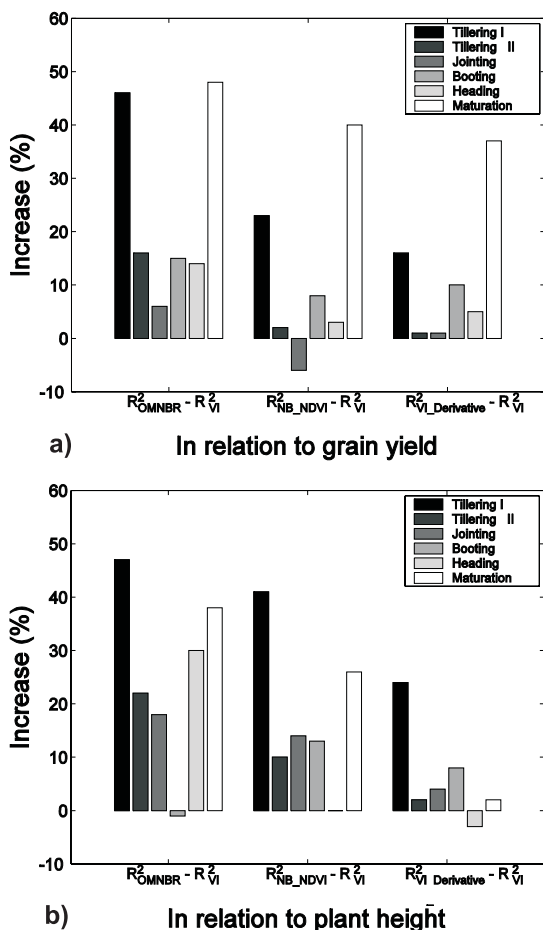 60
50
40
30
20
10
0
-10
Increase (%)
Tillering I
Tillering II
Jointing
Booting
Heading
Maturation
R²OMNBR - R²VI
R²NB_NDVI - R²VI
R²VI_Derivative - R²VI
a) In relation to grain yield
60
50
40
30
20
10
0
-10
Increase (%)
Tillering I
Tillering II
Jointing
Booting
Heading
Maturation
R²OMNBR - R²VI
R²NB_NDVI - R²VI
R²VI_Derivative - R²VI
b) In relation to plant height